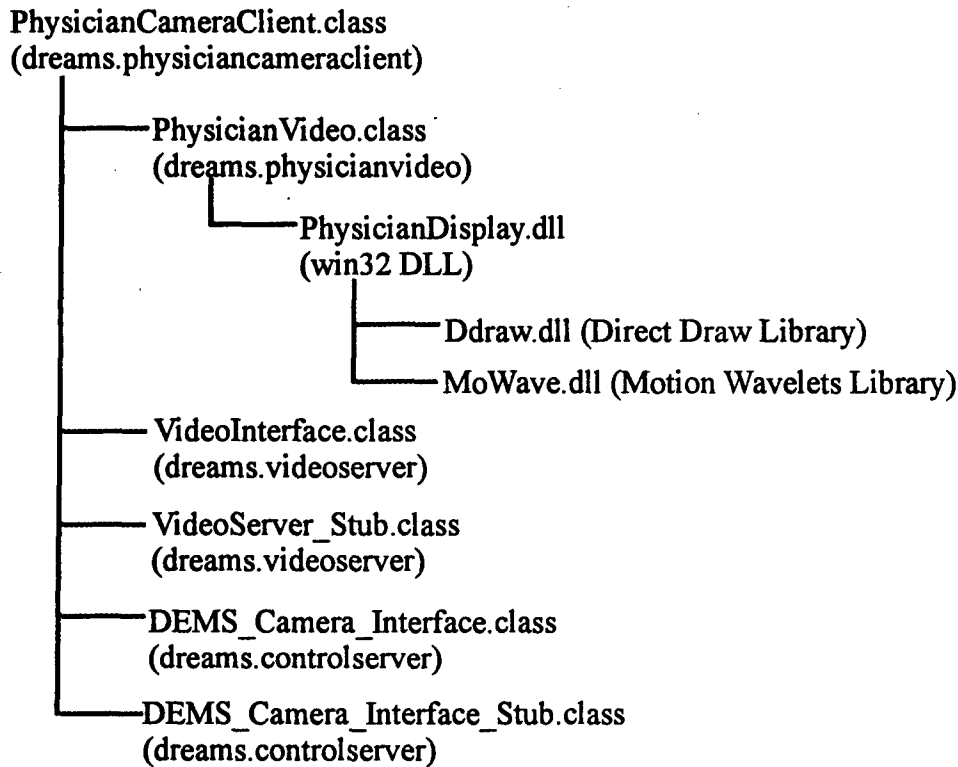 PhysicianCameraClient.class
(dreams.physiciancameraclient)
PhysicianVideo.class
(dreams.physicianvideo)
PhysicianDisplay.dll
(win32 DLL)
Ddraw.dll (Direct Draw Library)
MoWave.dll (Motion Wavelets Library)
VideoInterface.class
(dreams.videoserver)
VideoServer_Stub.class
(dreams.videoserver)
DEMS_Camera_Interface.class
(dreams.controlserver)
DEMS_Camera_Interface_Stub.class
(dreams.controlserver)